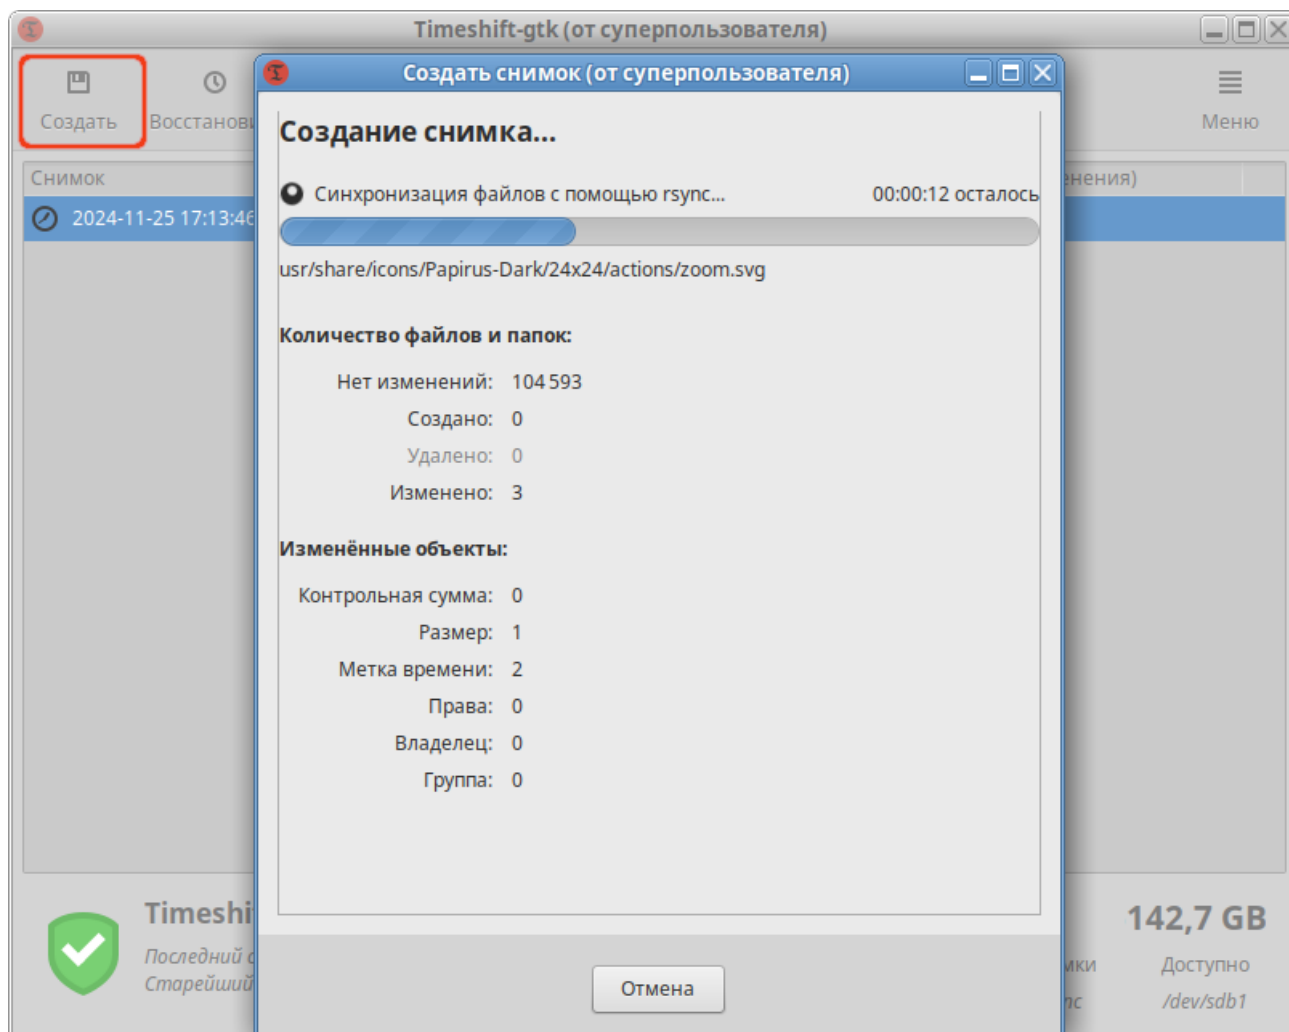 Timeshift-gtk (от суперпользователя)
Создать снимок (от суперпользователя)
Создать
Меню
Создание снимка...
Снимок
Синхронизация файлов с помощью rsync... 00:00:12 осталось
2024-11-25 17:13:46
usr/share/icons/Papirus-Dark/24x24/actions/zoom.svg
Количество файлов и папок:
Нет изменений: 104 593
Создано: 0
Удалено: 0
Изменено: 3
Изменённые объекты:
Контрольная сумма: 0
Размер: 1
Метка времени: 2
Права: 0
Владелец: 0
Группа: 0
142,7 GB
Последний
Доступно
Старейший
Отмена
/dev/sdb1